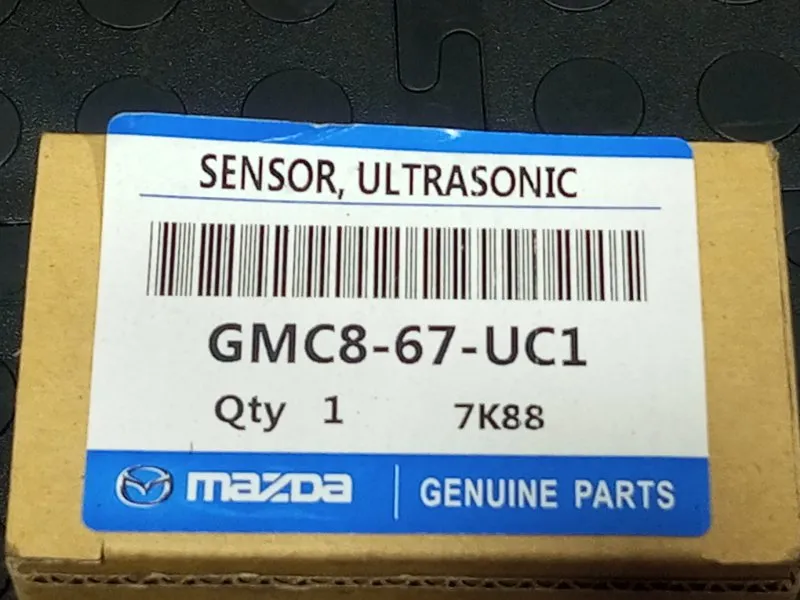 SENSOR, ULTRASONIC
GMC8-67-UC1
Qty 1 7K88
mazda GENUINE PARTS